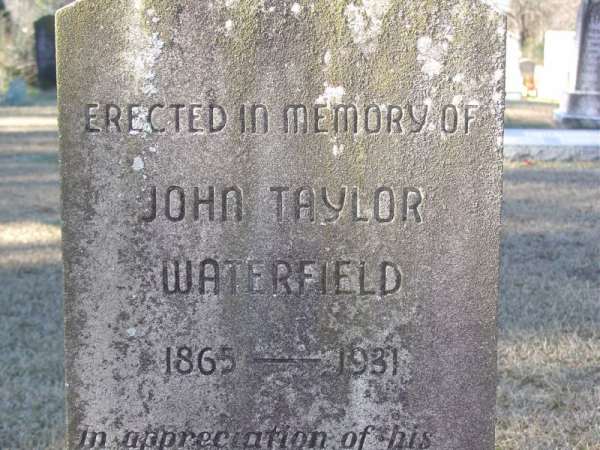 ERECTED IN MEMORY OF
JOHN TAYLOR
WATERFIELD
1865 — 1931
In appreciation of his